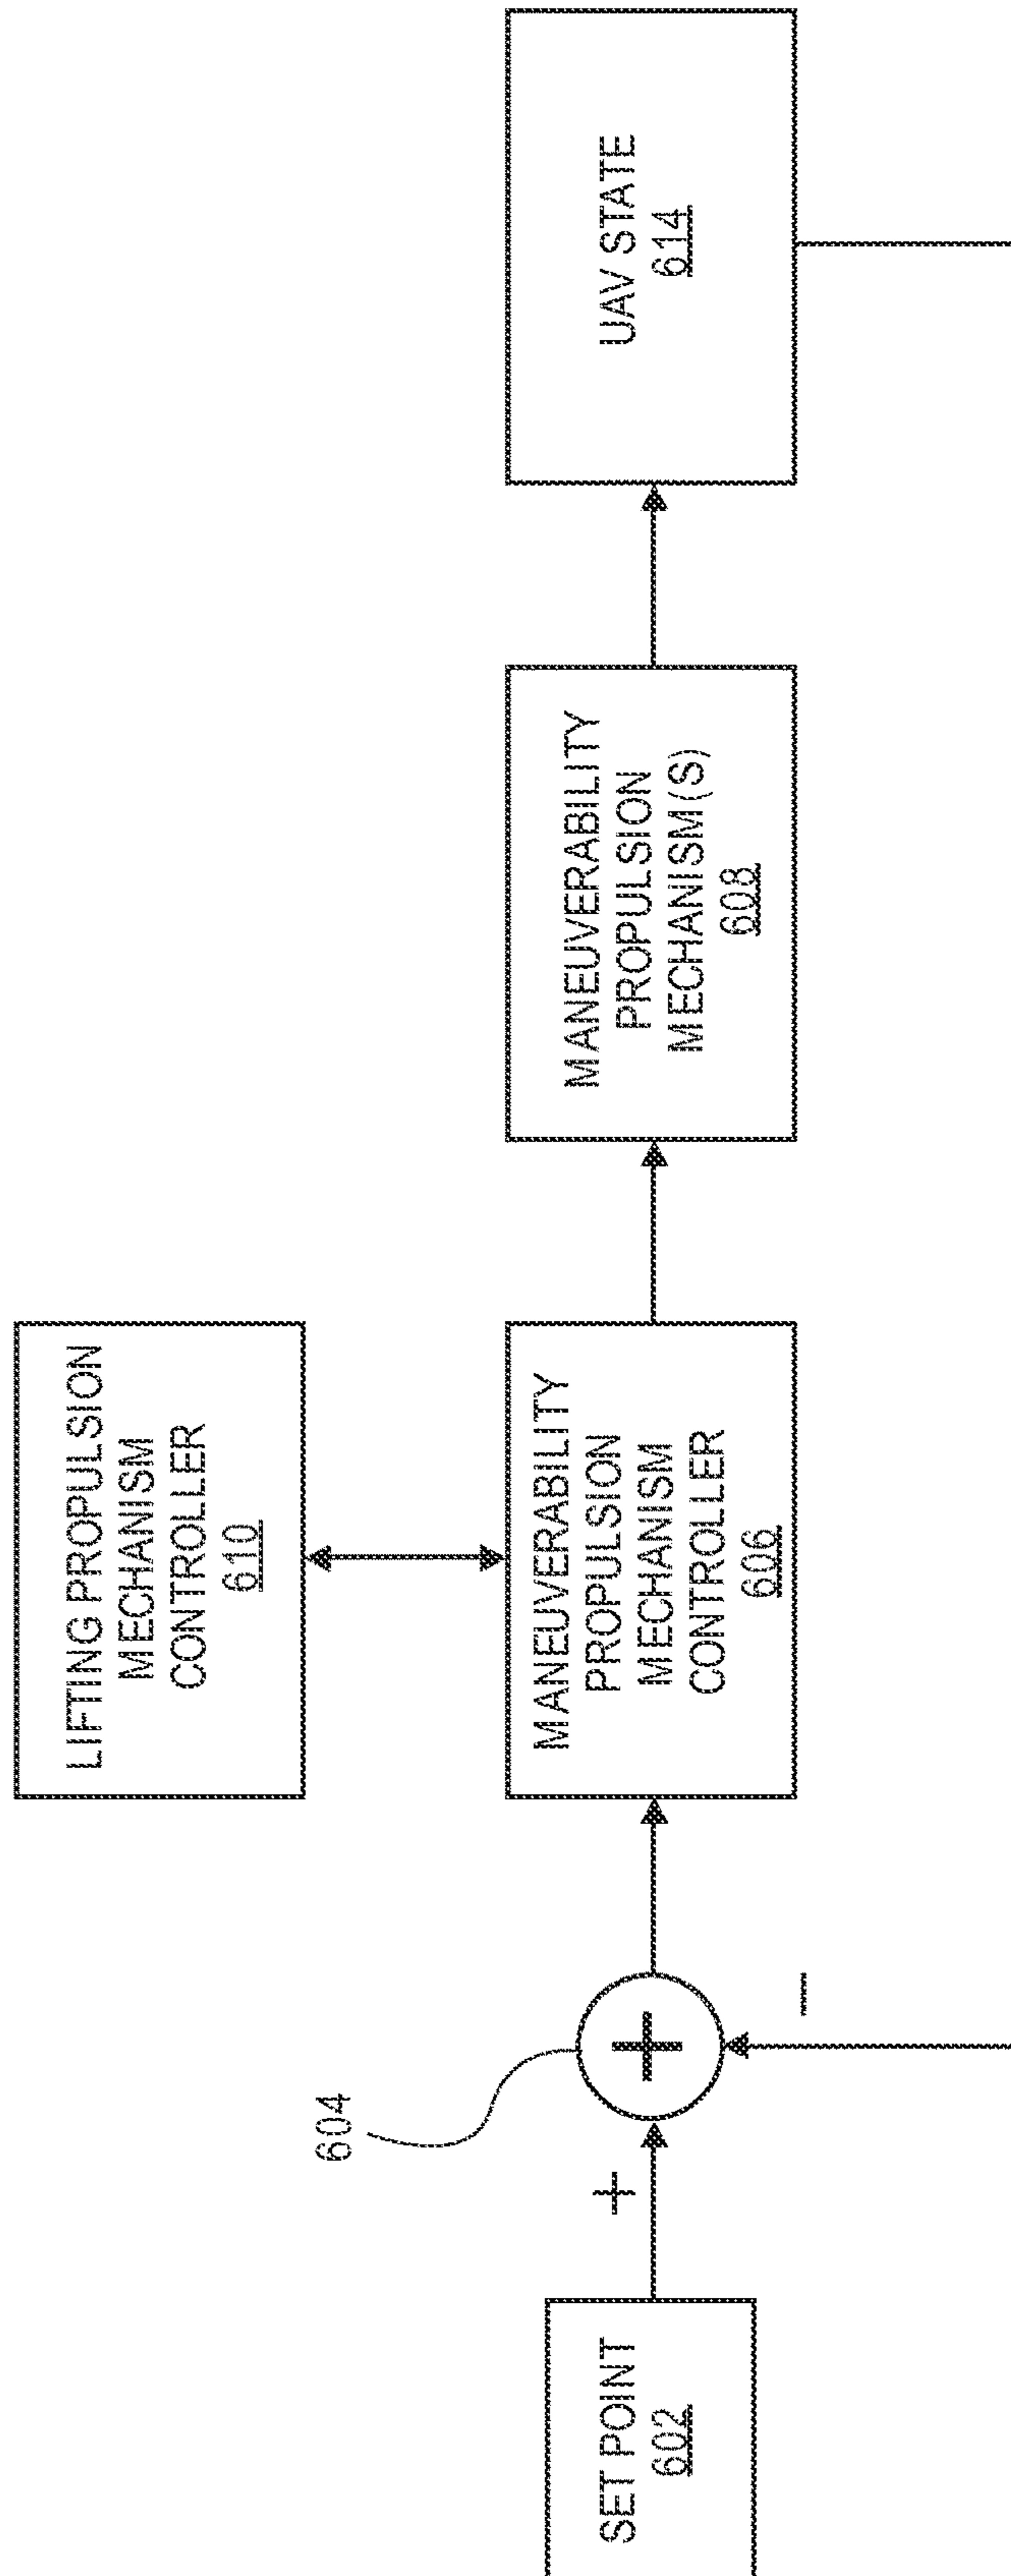 LIFTING PROPULSION
MECHANISM
CONTROLLER
610
604
+
−
+
SET POINT
602
MANEUVERABILITY
PROPULSION
MECHANISM
CONTROLLER
606
MANEUVERABILITY
PROPULSION
MECHANISM(S)
608
UAV STATE
614